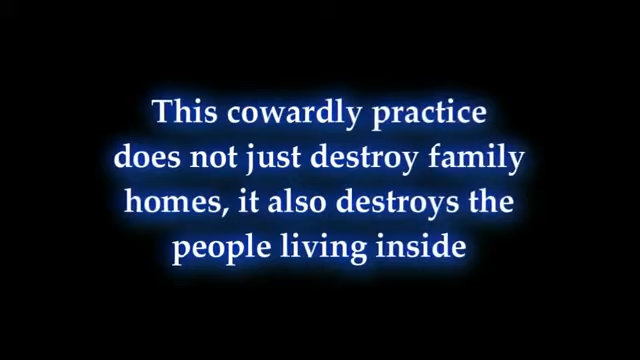 This cowardly practice
does not just destroy family
homes, it also destroys the
people living inside